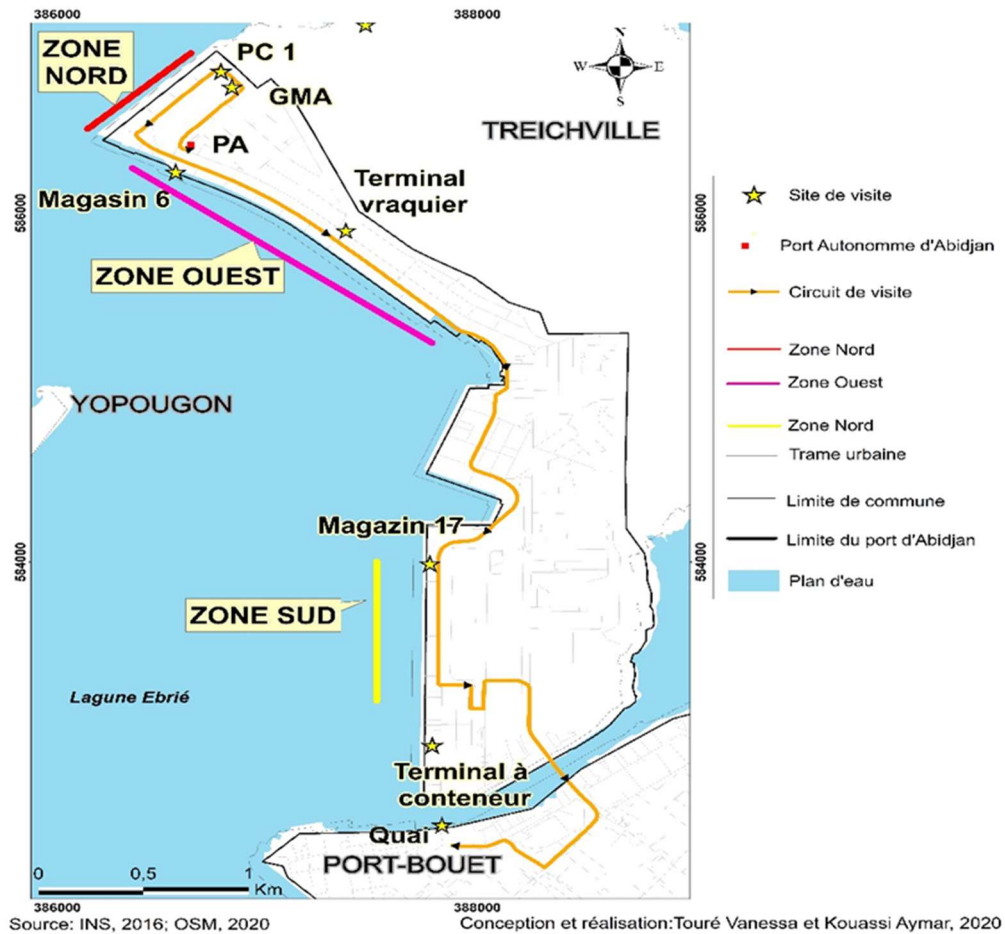 386000
388000
ZONE
NORD
PC 1
GMA
N
W
E
S
TREICHVILLE
PA
Terminal
vraquier
Magasin 6
586000
586000
ZONE OUEST
Site de visite
Port Autonome d'Abidjan
Circuit de visite
Zone Nord
Zone Ouest
Zone Nord
Trame urbaine
Limite de commune
Limite du port d'Abidjan
Plan d'eau
YOPOUGON
Magazin 17
584000
584000
ZONE SUD
Lagune Ebrié
Terminal à
conteneur
Quai
PORT-BOUET
0
0,5
1
Km
386000
388000
Source: INS, 2016; OSM, 2020
Conception et réalisation:Touré Vanessa et Kouassi Aymar, 2020